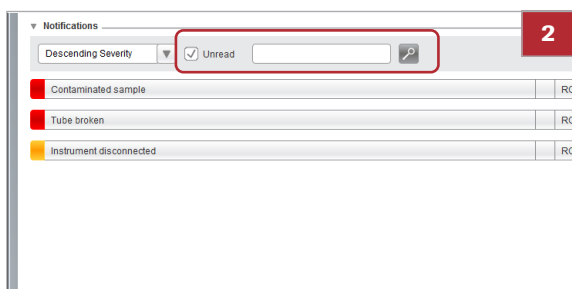 Notifications
2
Descending Severity Unread
Contaminated sample
Tube broken
Instrument disconnected